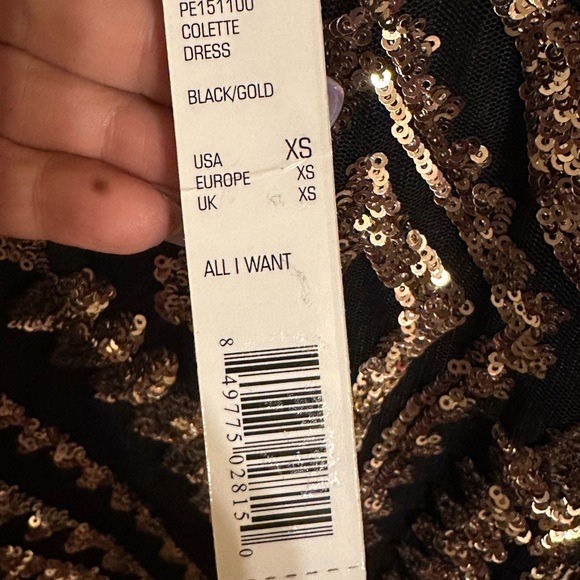 PE151100
COLETTE
DRESS
BLACK/GOLD
USA XS
EUROPE XS
UK XS
ALL I WANT
8 49775 02815 0